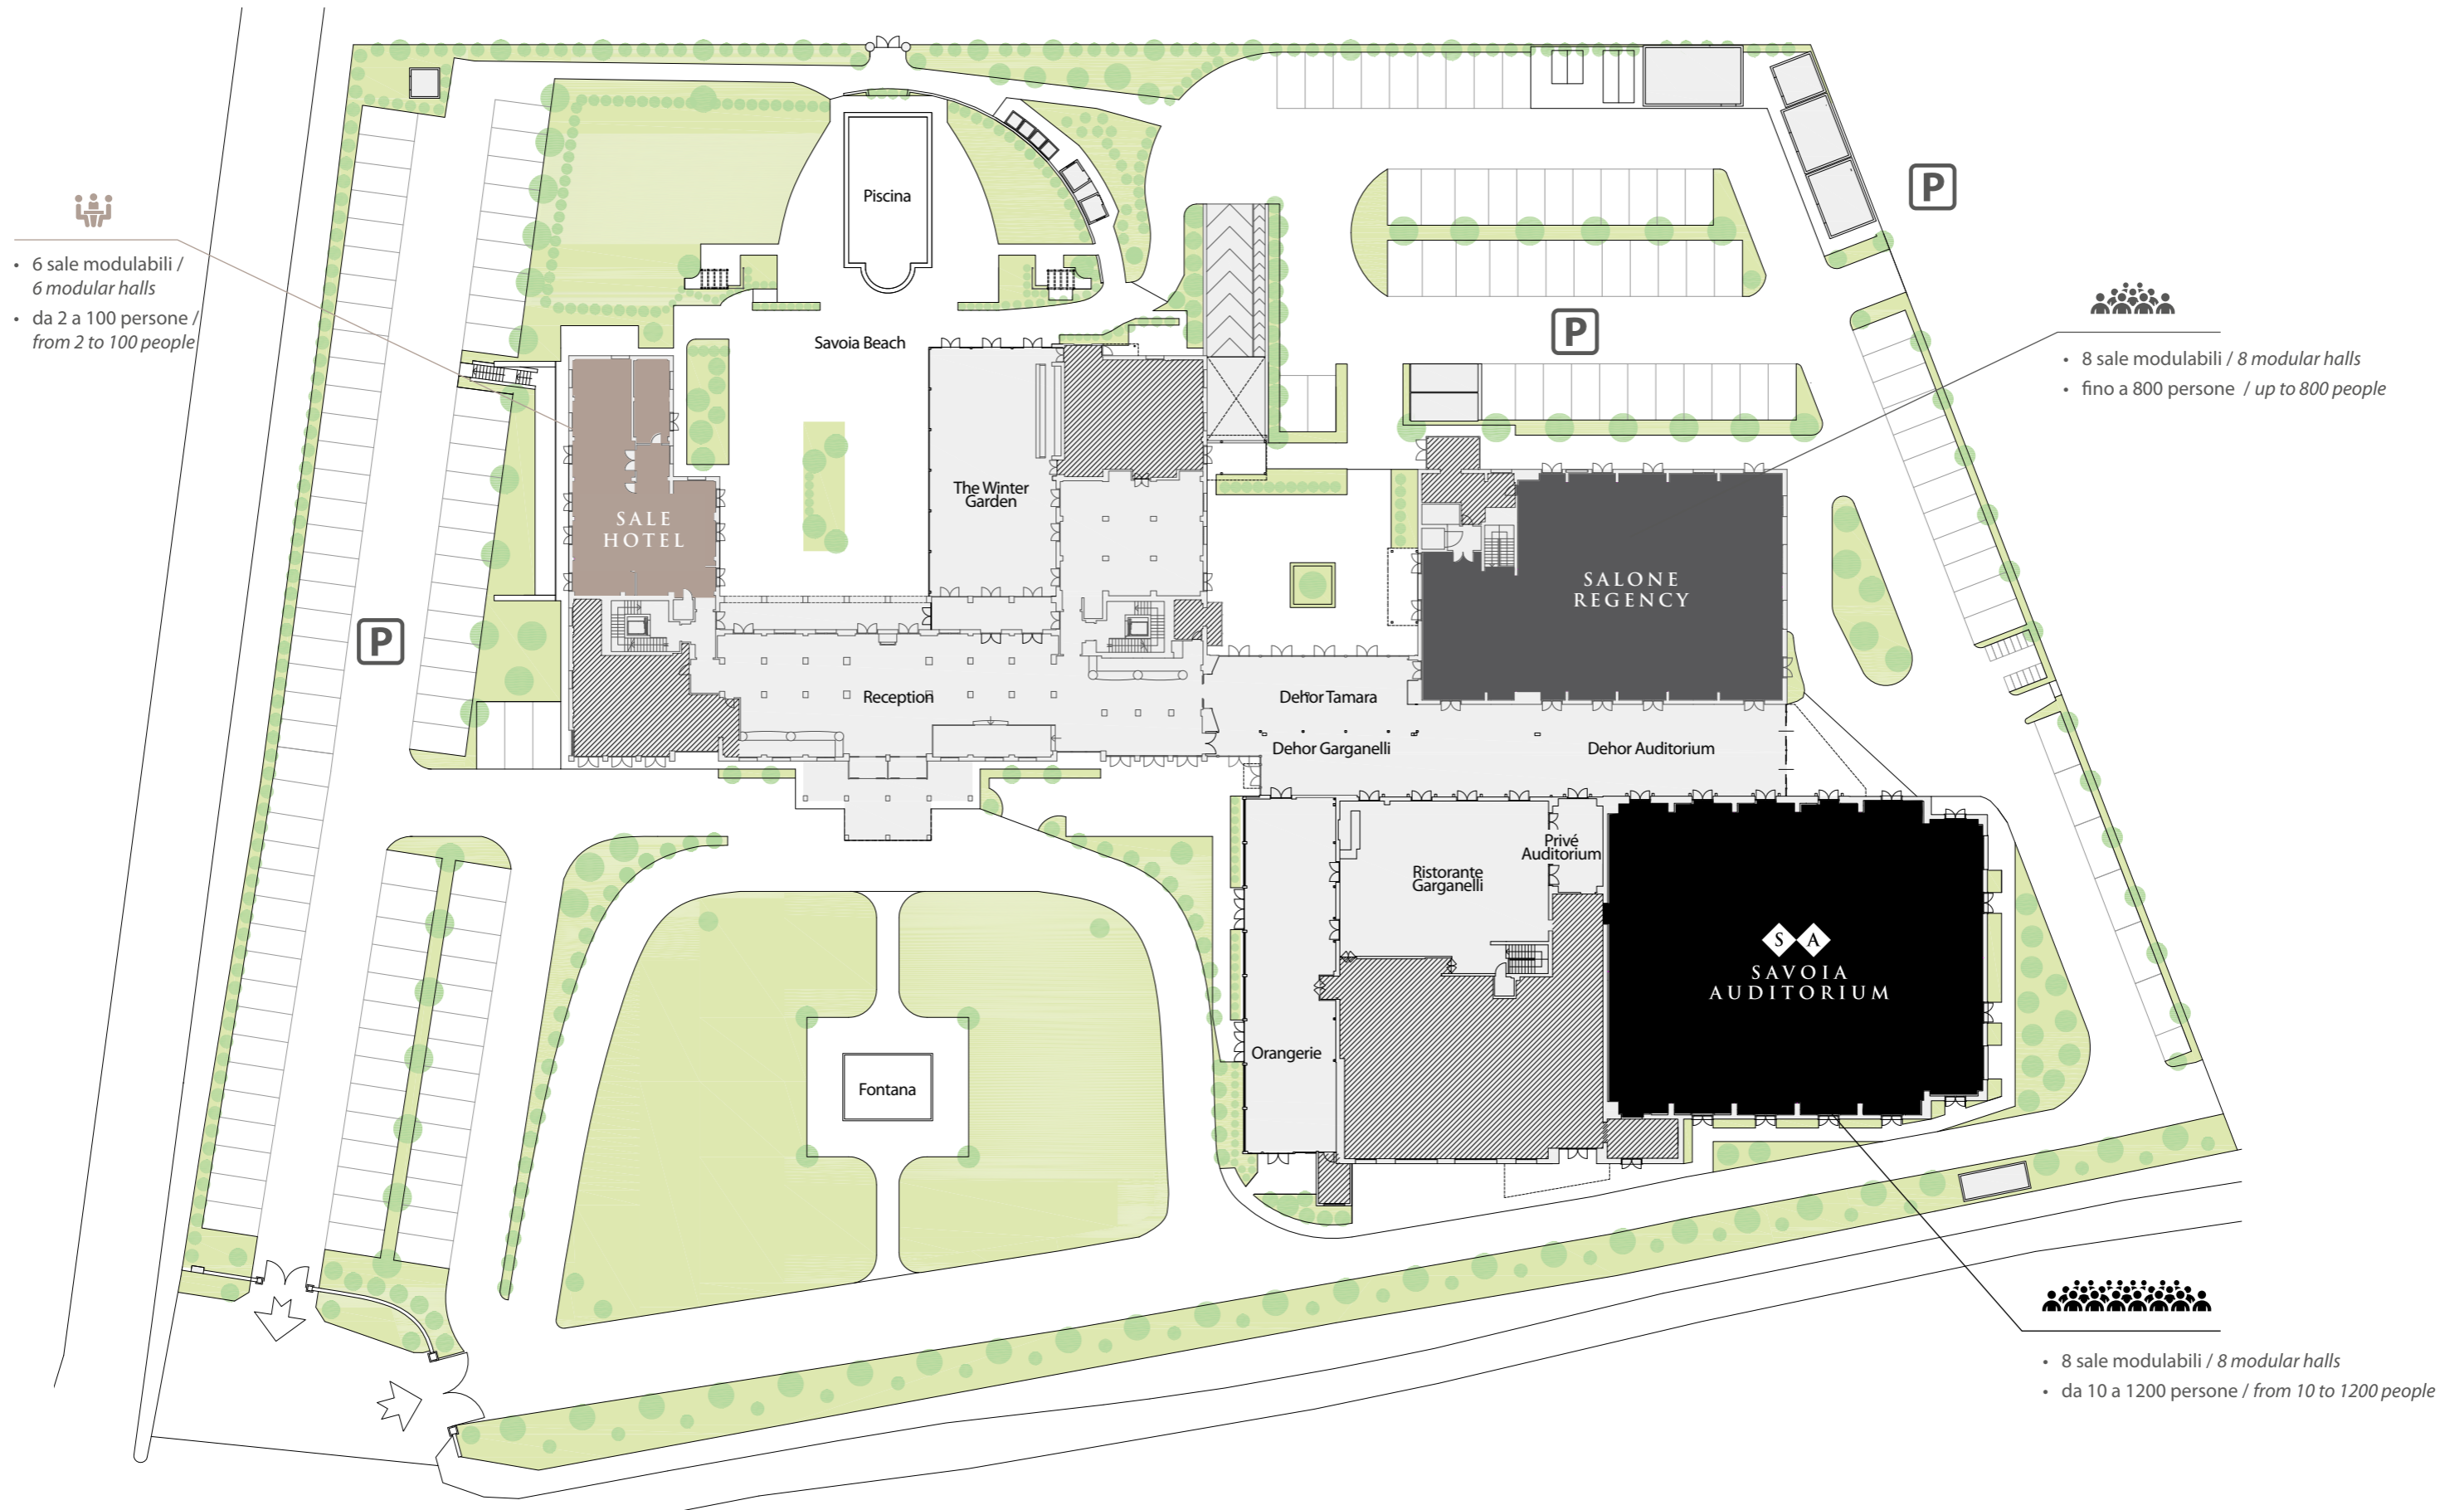 Piscina
P
• 6 sale modulabili /
6 modular halls
• da 2 a 100 persone /
from 2 to 100 people
Savoia Beach
P
• 8 sale modulabili / 8 modular halls
• fino a 800 persone / up to 800 people
The Winter
Garden
SALE
HOTEL
SALONE
REGENCY
P
Reception
Dehor Tamara
Dehor Garganelli
Dehor Auditorium
Privé
Auditorium
Ristorante
Garganelli
S A
SAVOIA
AUDITORIUM
Orangerie
Fontana
• 8 sale modulabili / 8 modular halls
• da 10 a 1200 persone / from 10 to 1200 people